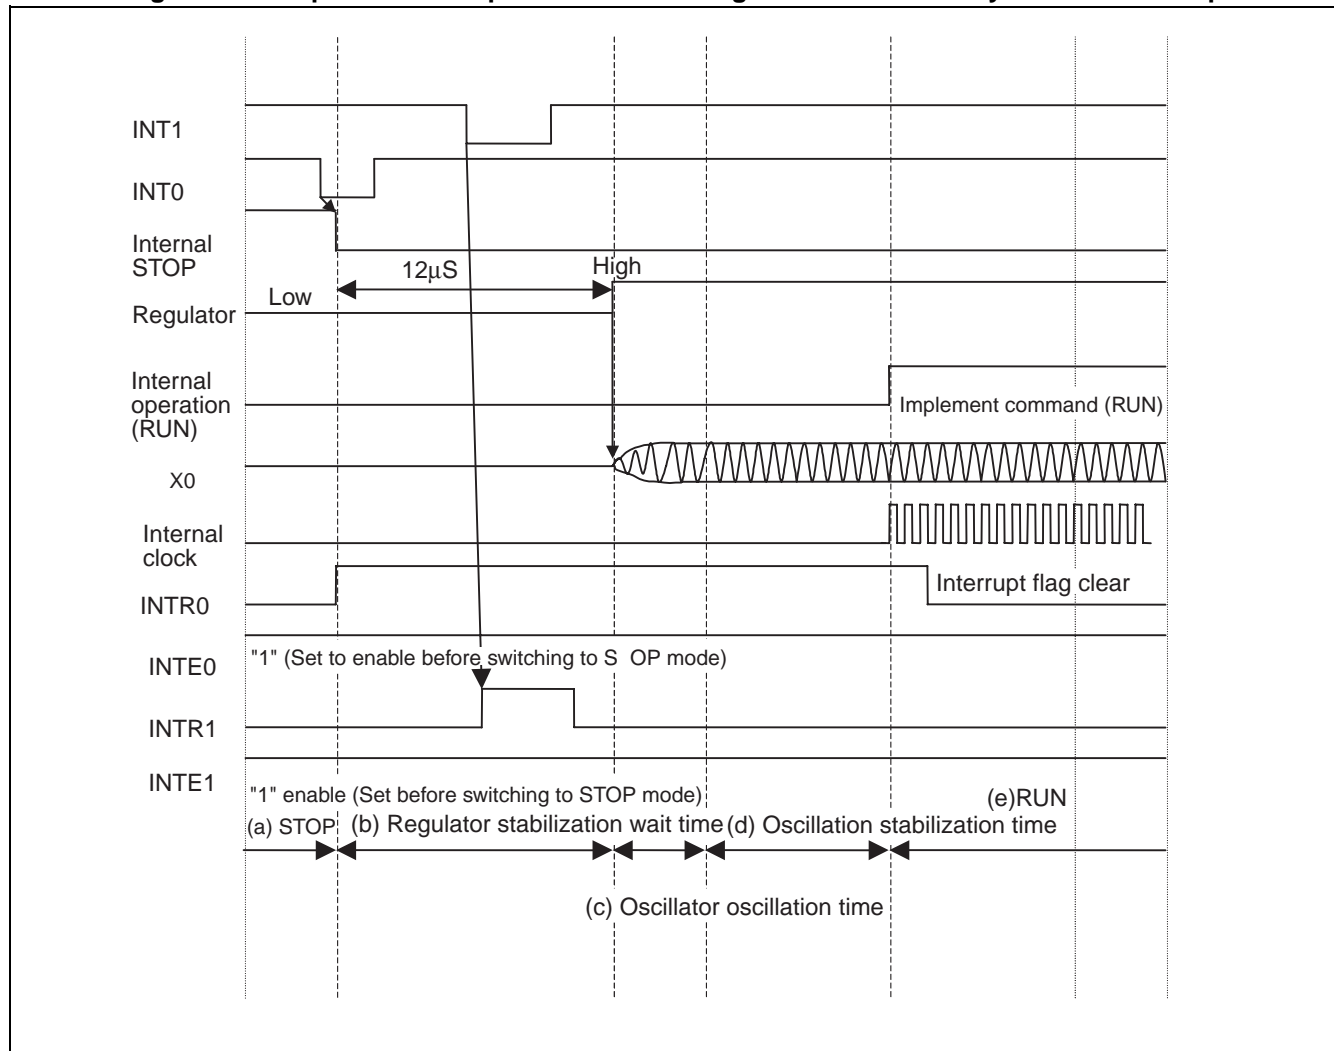 INT1
INT0
Internal
STOP
12μS
High
Low
Regulator
Internal
operation
(RUN)
Implement command (RUN)
X0
Internal
clock
Interrupt flag clear
INTR0
"1" (Set to enable before switching to S OP mode)
INTE0
INTR1
INTE1
"1" enable (Set before switching to STOP mode)
(e)RUN
(a) STOP
(b) Regulator stabilization wait time
(d) Oscillation stabilization time
(c) Oscillator oscillation time